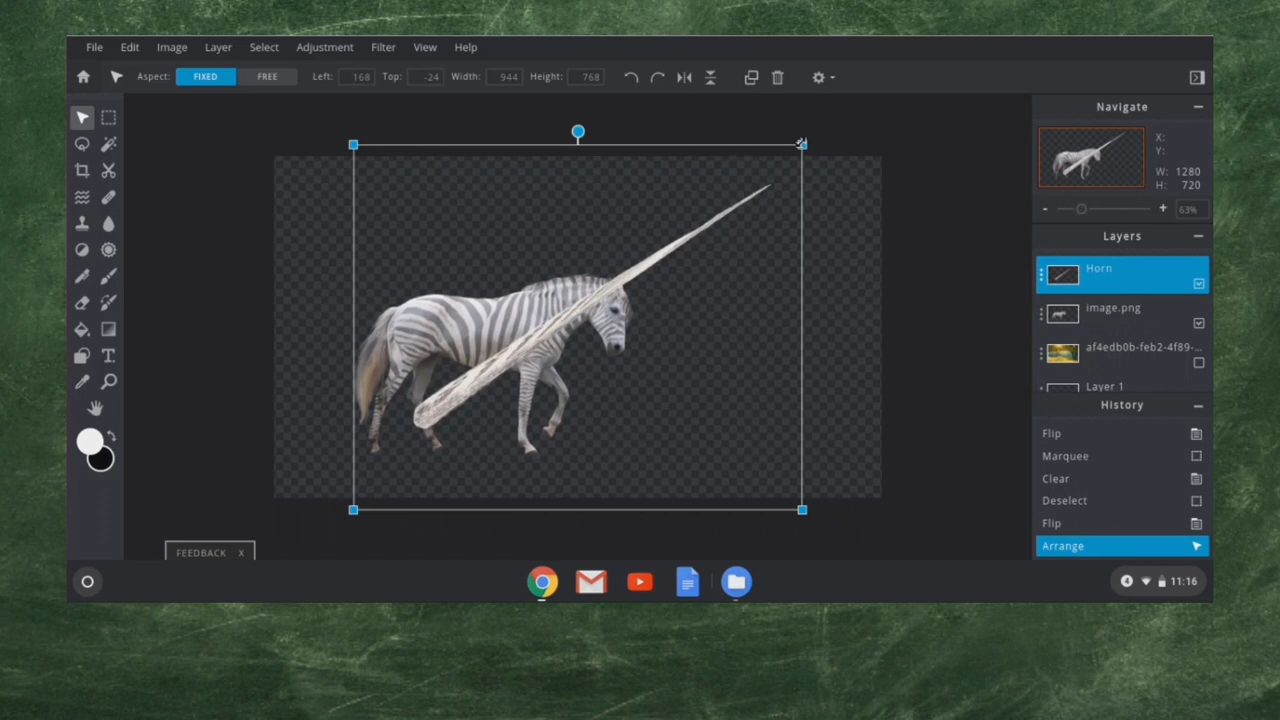 File Edit Image Layer Select Adjustment Filter View Help
Aspect: FIXED FREE Left: 168 Top: -24 Width: 944 Height: 768
Navigate
X:
Y:
W: 1280
H: 720
- + 63%
Layers
Horn
image.png
af4edb0b-feb2-4f89-...
Layer 1
History
Flip
Marquee
Clear
Deselect
Flip
Arrange
FEEDBACK X
4 11:16